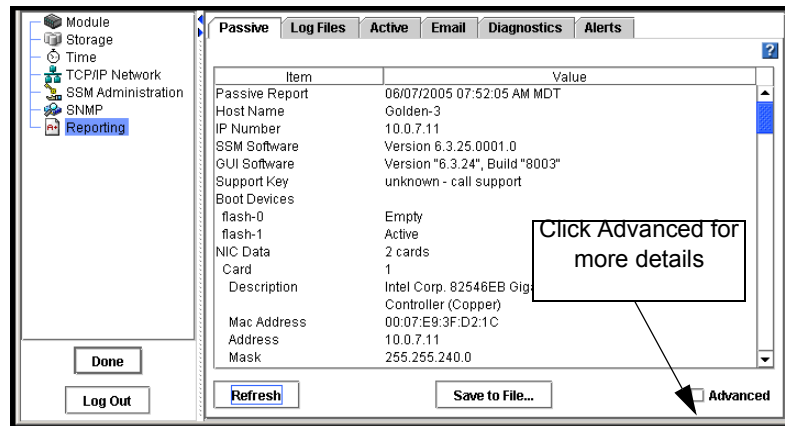 Module
Storage
Time
TCP/IP Network
SSM Administration
SNMP
Reporting
Done
Log Out
Passive Log Files Active Email Diagnostics Alerts
?
Item Value
Passive Report 06/07/2005 07:52:05 AM MDT
Host Name Golden-3
IP Number 10.0.7.11
SSM Software Version 6.3.25.0001.0
GUI Software Version "6.3.24", Build "8003"
Support Key unknown - call support
Boot Devices
flash-0 Empty
flash-1 Active
NIC Data 2 cards
Card 1
Description Intel Corp. 82546EB
Controller (Copper)
Mac Address 00:07:E9:3F:D2:1C
Address 10.0.7.11
Mask 255.255.240.0
Click Advanced for
more details
Refresh Save to File... Advanced